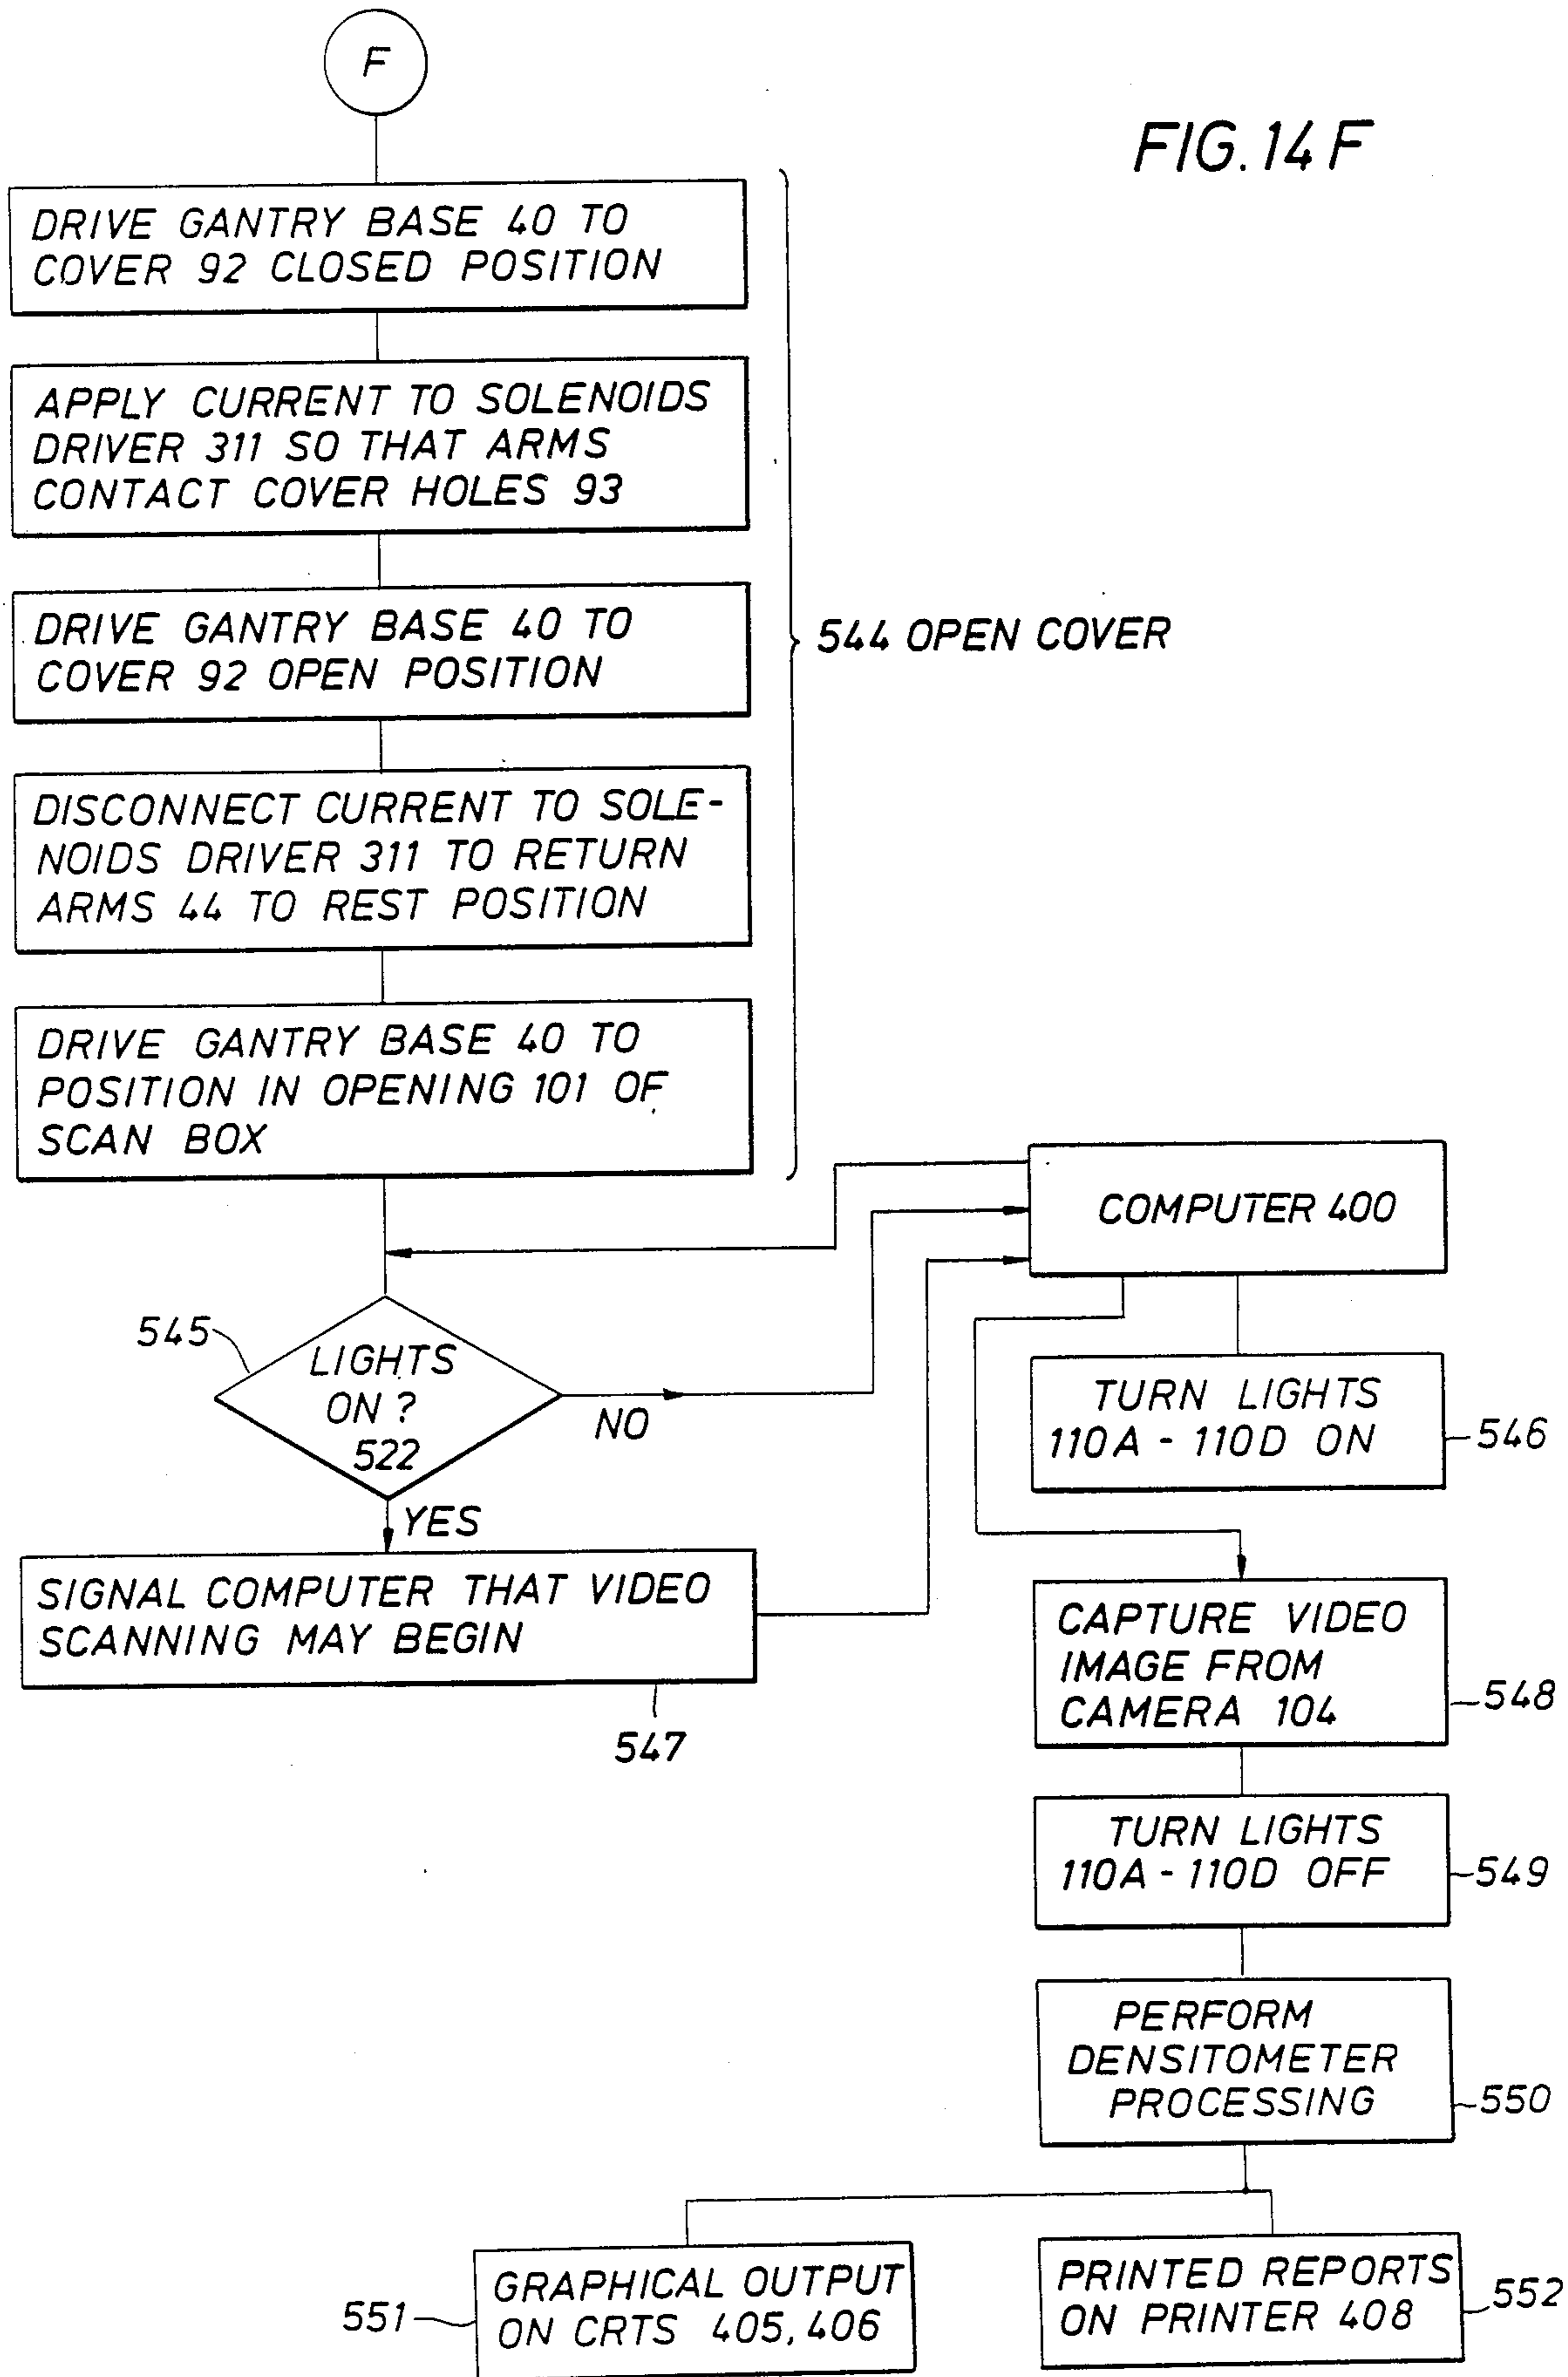 F
FIG. 14 F
DRIVE GANTRY BASE 40 TO
COVER 92 CLOSED POSITION
APPLY CURRENT TO SOLENOIDS
DRIVER 311 SO THAT ARMS
CONTACT COVER HOLES 93
DRIVE GANTRY BASE 40 TO
COVER 92 OPEN POSITION
544 OPEN COVER
DISCONNECT CURRENT TO SOLE-
NOIDS DRIVER 311 TO RETURN
ARMS 44 TO REST POSITION
DRIVE GANTRY BASE 40 TO
POSITION IN OPENING 101 OF
SCAN BOX
COMPUTER 400
545
LIGHTS
ON ?
522
NO
YES
TURN LIGHTS
110A - 110D ON
546
SIGNAL COMPUTER THAT VIDEO
SCANNING MAY BEGIN
547
CAPTURE VIDEO
IMAGE FROM
CAMERA 104
548
TURN LIGHTS
110A - 110D OFF
549
PERFORM
DENSITOMETER
PROCESSING
550
551
GRAPHICAL OUTPUT
ON CRTS 405, 406
PRINTED REPORTS
ON PRINTER 408
552